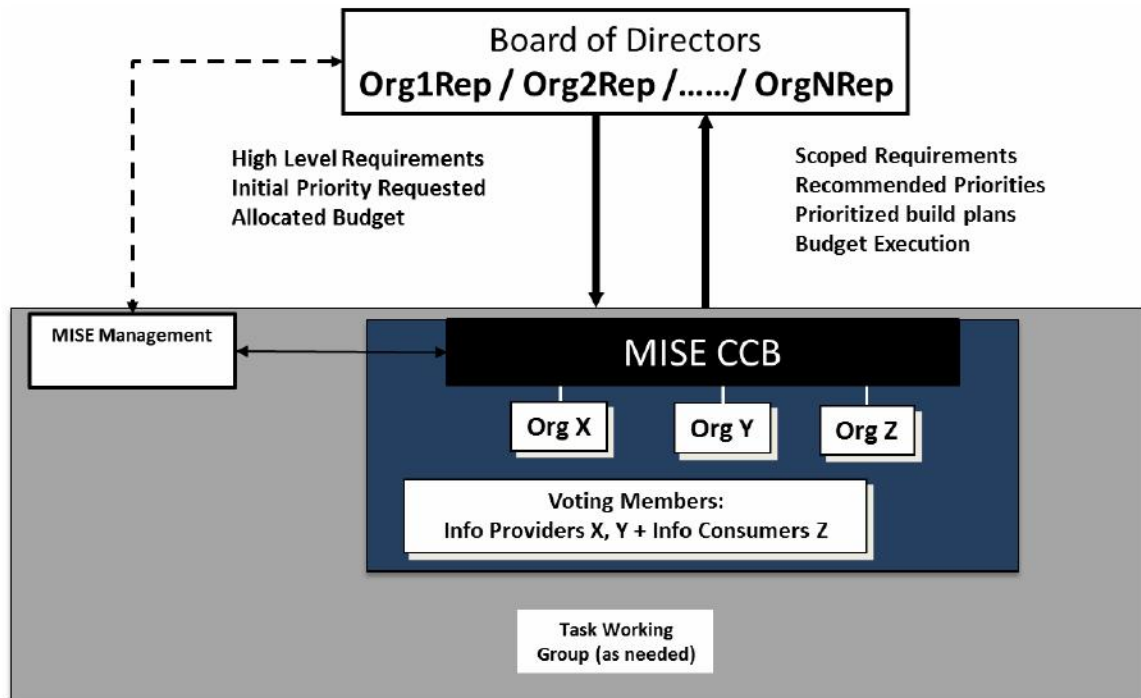 Board of Directors
Org1Rep / Org2Rep /....../ OrgNRep
High Level Requirements
Initial Priority Requested
Allocated Budget
Scoped Requirements
Recommended Priorities
Prioritized build plans
Budget Execution
MISE Management
MISE CCB
Org X
Org Y
Org Z
Voting Members:
Info Providers X, Y + Info Consumers Z
Task Working
Group (as needed)